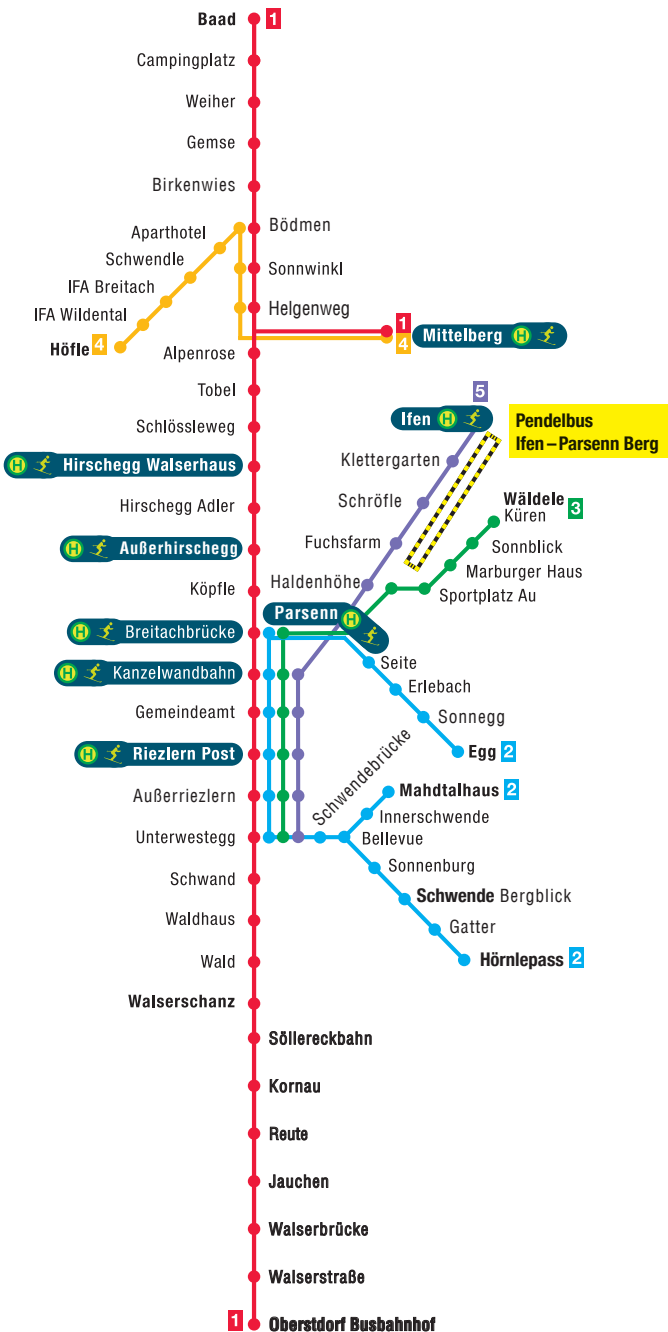 Baad 1
Campingplatz
Weiher
Gemse
Birkenwies
Bödmen
Aparthotel
Schwendle
Sonnwinkl
IFA Breitach
IFA Wildental
Helgenweg
1
4
Mittelberg H
Höfle 4
Alpenrose
Tobel
5
Schlössleweg
Ifen H
Pendelbus
Ifen – Parsenn Berg
H Hirschegg Walserhaus
Klettergarten
Hirschegg Adler
Schröfle
Wäldele 3
Küren
H Außerhirschegg
Fuchsfarm
Sonnblick
Marburger Haus
Köpfle
Haldenhöhe
Sportplatz Au
Parsenn H
H Breitachbrücke
H Kanzelwandbahn
Seite
Erlebach
Gemeindeamt
Sonnegg
H Riezlern Post
Egg 2
Schwendebrücke
Außerriezlern
Mahdtalhaus 2
Innerschwende
Unterwestegg
Bellevue
Sonnenburg
Schwand
Schwende Bergblick
Waldhaus
Gatter
Wald
Hörnlepass 2
Walserschanz
Söllereckbahn
Kornau
Reute
Jauchen
Walserbrücke
Walserstraße
1 Oberstdorf Busbahnhof